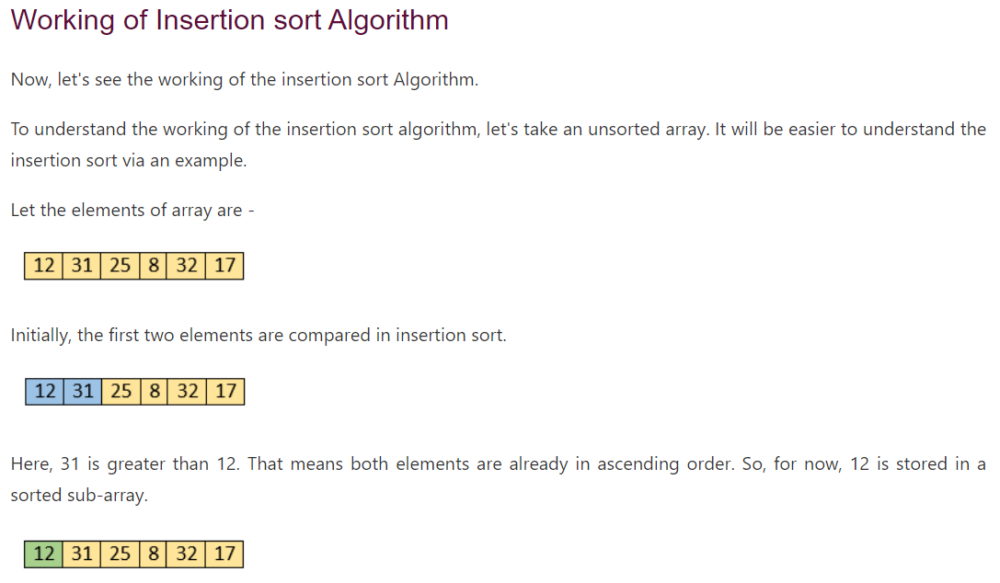 Working of Insertion sort Algorithm
Now, let's see the working of the insertion sort Algorithm.
To understand the working of the insertion sort algorithm, let's take an unsorted array. It will be easier to understand the
insertion sort via an example.
Let the elements of array are -
12 31 25 8 32 17
Initially, the first two elements are compared in insertion sort.
12 31 25 8 32 17
Here, 31 is greater than 12. That means both elements are already in ascending order. So, for now, 12 is stored in a
sorted sub-array.
12 31 25 8 32 17